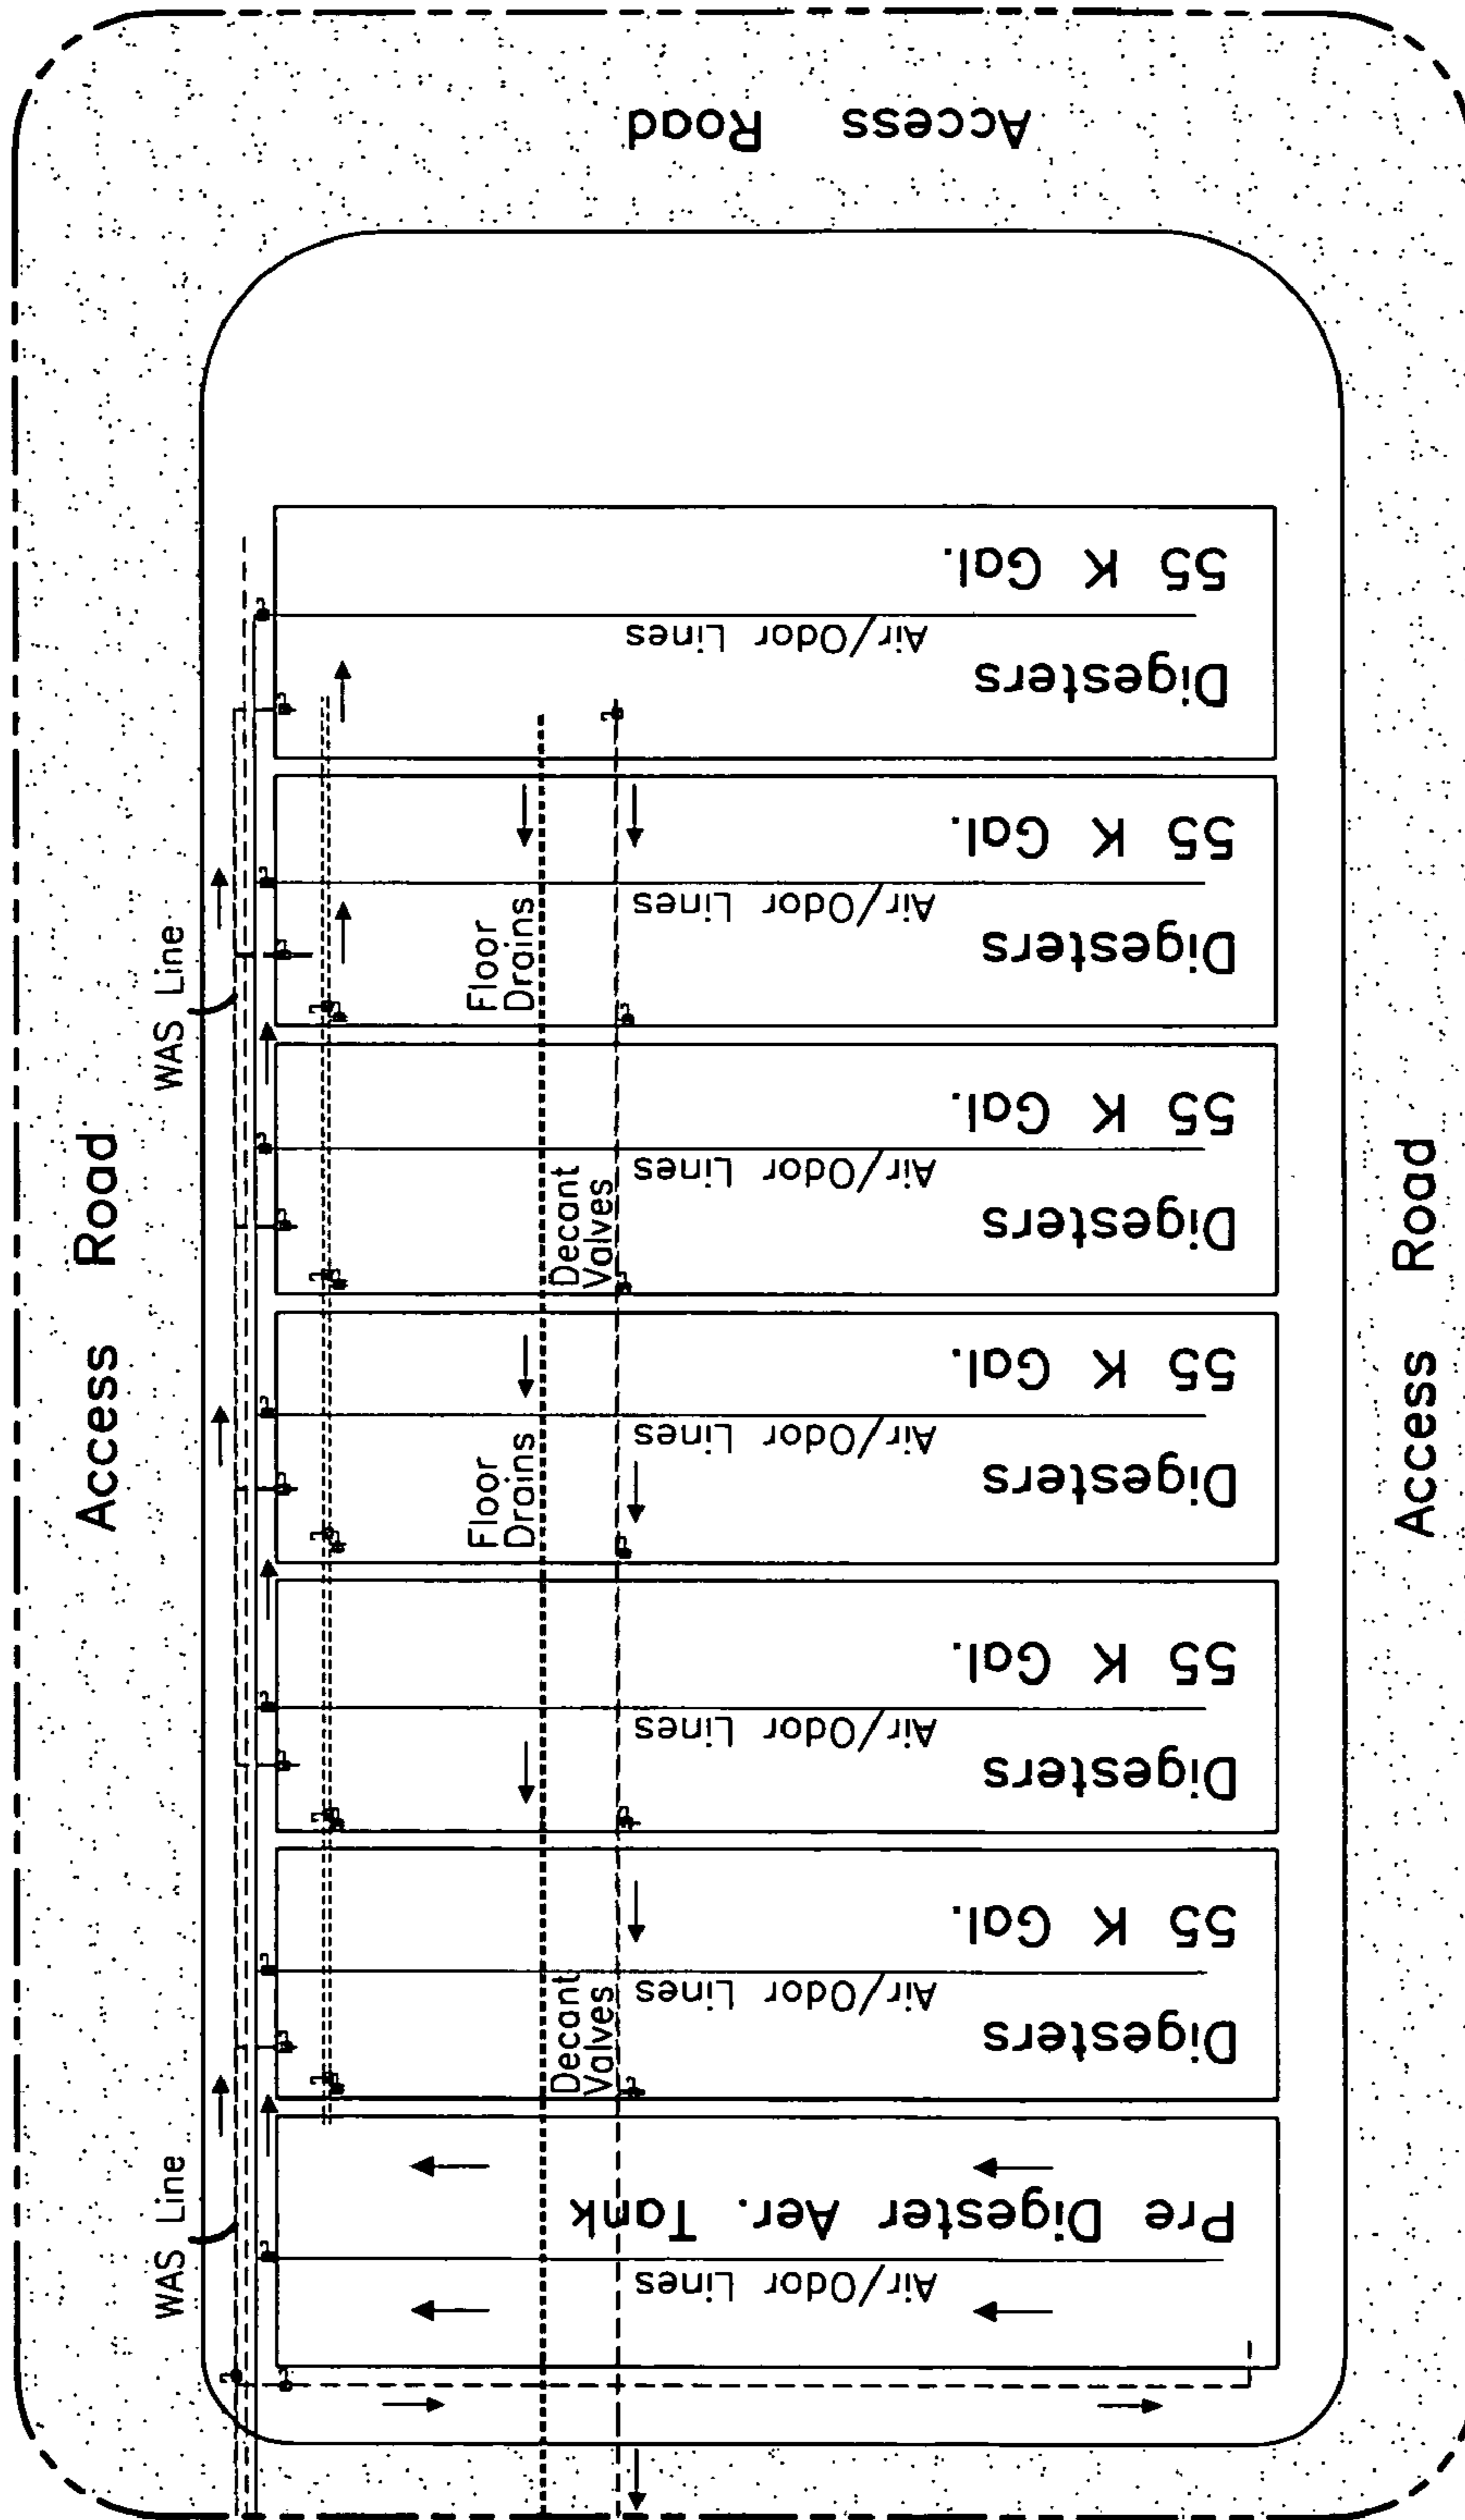 Access Road
55 K Gal.
Air/Odor Lines
Digesters
55 K Gal.
Air/Odor Lines
Digesters
Floor
Drains
WAS Line
55 K Gal.
Air/Odor Lines
Digesters
Decant
Valves
Access Road
Access Road
55 K Gal.
Air/Odor Lines
Digesters
Floor
Drains
55 K Gal.
Air/Odor Lines
Digesters
55 K Gal.
Air/Odor Lines
Digesters
Decant
Valves
WAS Line
Pre Digester Aer. Tank
Air/Odor Lines